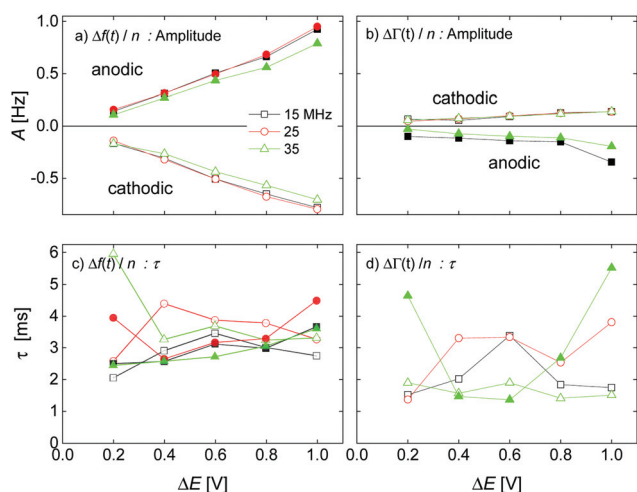 a) Δf(t) / n : Amplitude
b) ΔΓ(t) / n : Amplitude
anodic
cathodic
15 MHz
25
35
cathodic
anodic
A [Hz]
1.0
0.5
0.0
-0.5
c) Δf(t) / n : τ
d) ΔΓ(t) /n : τ
τ [ms]
6
5
4
3
2
1
0
0.0 0.2 0.4 0.6 0.8 1.0
0.0 0.2 0.4 0.6 0.8 1.0
ΔE [V]
ΔE [V]